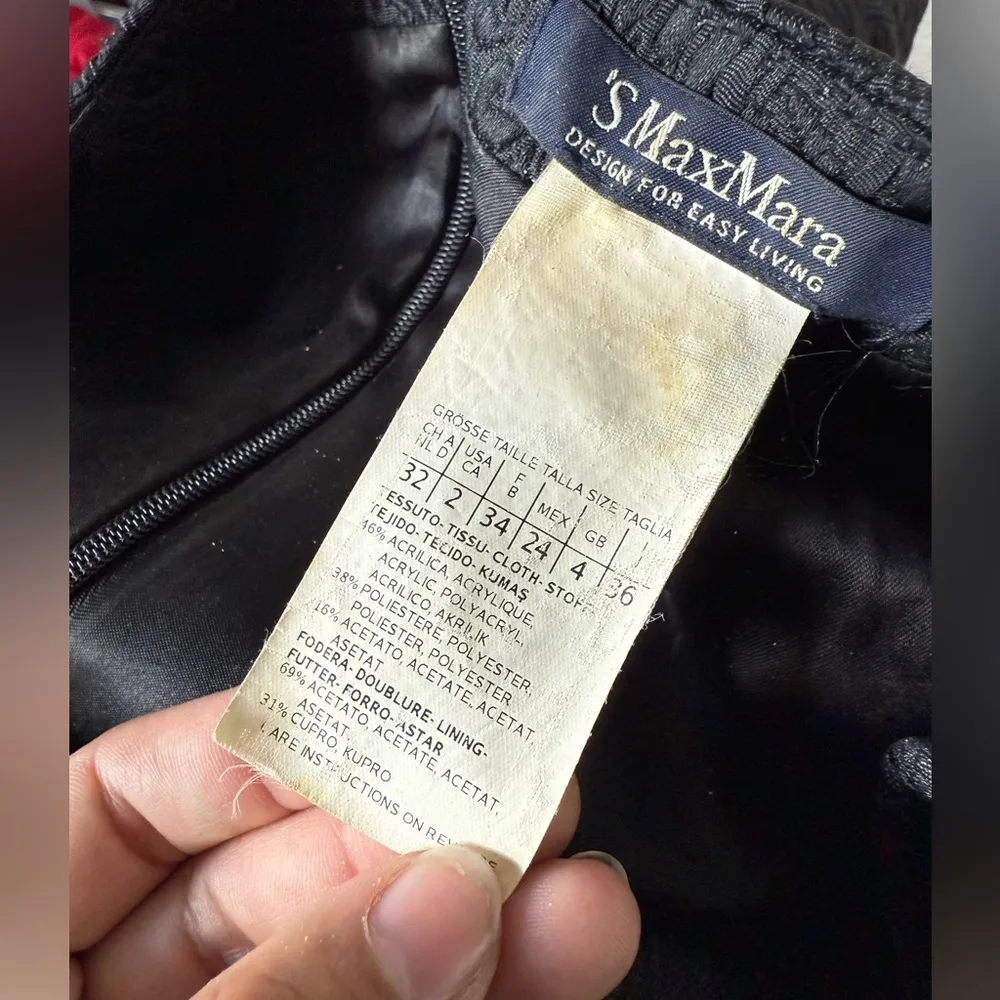 'S MaxMara
DESIGN FOR EASY LIVING
GRÖSSE TAILLE TALLA SIZE TAGLIA
CH A USA F MEX GB I
NL D CA B
32 2 34 24 4 36
TESSUTO-TISSU-CLOTH-STOFF
TEJIDO-TECIDO-KUMAŞ
46% ACRILICA, ACRYLIQUE,
ACRYLIC, POLYACRYL,
ACRILICO, AKRILIK
38% POLIESTERE, POLYESTER,
POLIESTER, POLYESTER
16% ACETATO, ACETATE, ACETAT,
ASETAT
FODERA-DOUBLURE-LINING-
FUTTER-FORRO-ASTAR
69% ACETATO, ACETATE, ACETAT,
ASETAT,
31% CUPRO, KUPRO
ARE INSTRUCTIONS ON